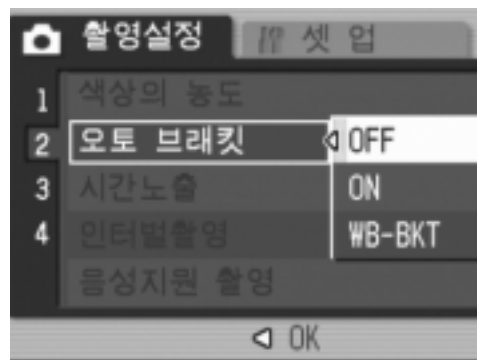 촬영설정 셋 업
1 색상의 농도
2 오토 브래킷 OFF
3 시간노출 ON
4 인터벌촬영 WB-BKT
음성지원 촬영
OK